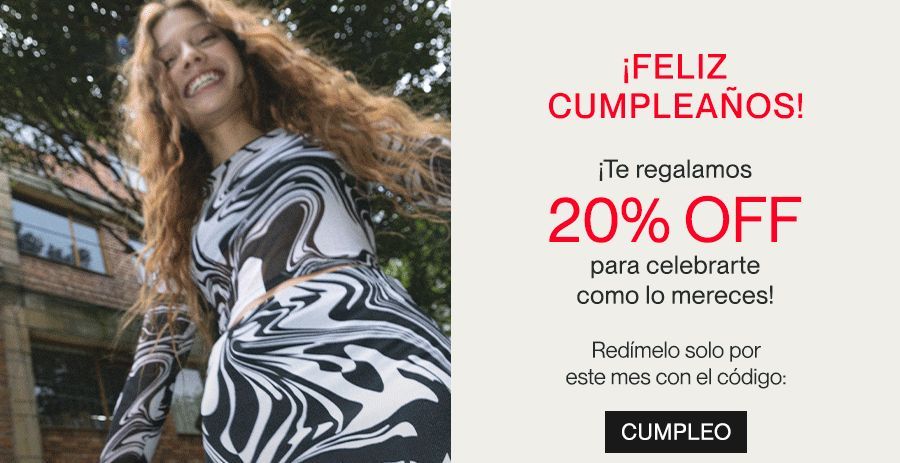 ¡FELIZ
CUMPLEAÑOS!
¡Te regalamos
20% OFF
para celebrarte
como lo mereces!
Redímelo solo por
este mes con el código:
CUMPLEO